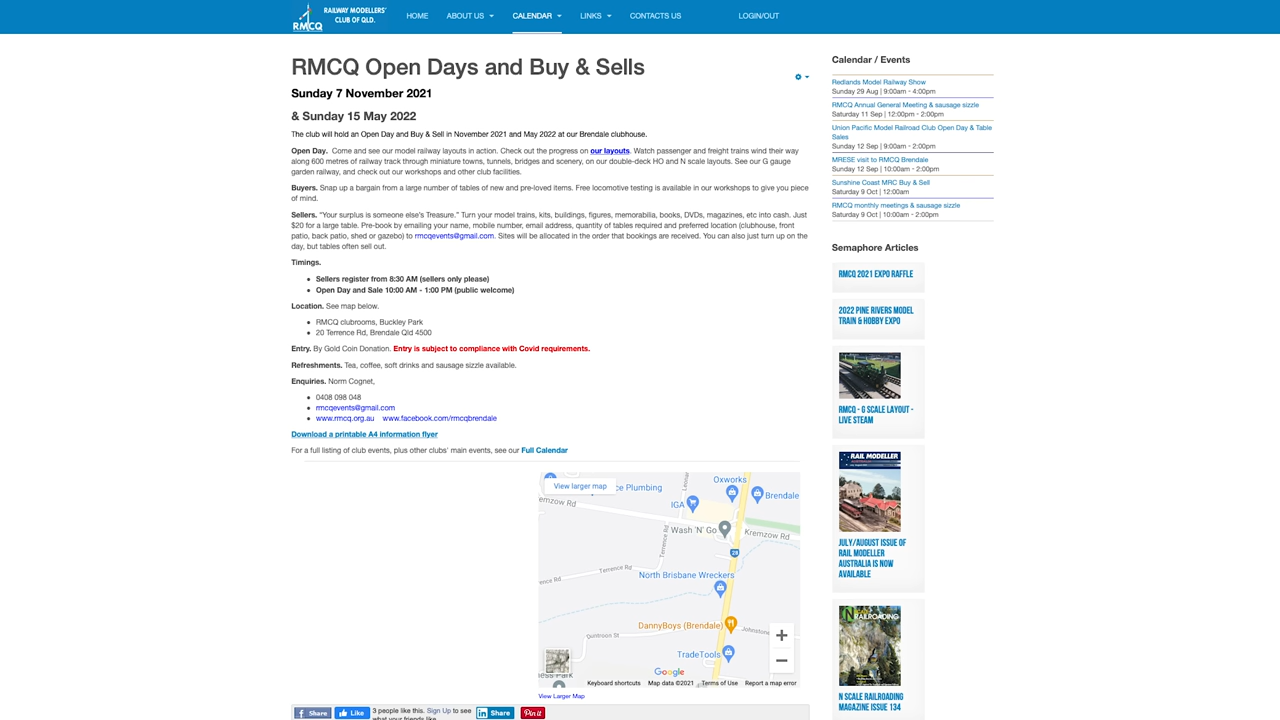 RMCQ
RAILWAY MODELLERS'
CLUB OF QLD.
HOME
ABOUT US
CALENDAR
LINKS
CONTACTS US
LOGIN/OUT
RMCQ Open Days and Buy & Sells
Sunday 7 November 2021
& Sunday 15 May 2022
The club will hold an Open Day and Buy & Sell in November 2021 and May 2022 at our Brendale clubhouse.
Open Day. Come and see our model railway layouts in action. Check out the progress on our layouts. Watch passenger and freight trains wind their way
along 600 metres of railway track through miniature towns, tunnels, bridges and scenery, on our double-deck HO and N scale layouts. See our G gauge
garden railway, and check out our workshops and other club facilities.
Buyers. Snap up a bargain from a large number of tables of new and pre-loved items. Free locomotive testing is available in our workshops to give you piece
of mind.
Sellers. “Your surplus is someone else's Treasure.” Turn your model trains, kits, buildings, figures, memorabilia, books, DVDs, magazines, etc into cash. Just
$20 for a large table. Pre-book by emailing your name, mobile number, email address, quantity of tables required and preferred location (clubhouse, front
patio, back patio, shed or gazebo) to rmcqevents@gmail.com. Sites will be allocated in the order that bookings are received. You can also just turn up on the
day, but tables often sell out.
Timings.
Sellers register from 8:30 AM (sellers only please)
Open Day and Sale 10:00 AM - 1:00 PM (public welcome)
Location. See map below.
RMCQ clubrooms, Buckley Park
20 Terrence Rd, Brendale Qld 4500
Entry. By Gold Coin Donation. Entry is subject to compliance with Covid requirements.
Refreshments. Tea, coffee, soft drinks and sausage sizzle available.
Enquiries. Norm Cognet,
0408 098 048
rmcqevents@gmail.com
www.rmcq.org.au www.facebook.com/rmcqbrendale
Download a printable A4 information flyer
For a full listing of club events, plus other clubs' main events, see our Full Calendar
View larger map
ce Plumbing
Oxworks
Brendale
IGA
emzow Rd
Wash 'N' Go
Kremzow Rd
Terrence Rd
28
Terrence Rd
ence Rd
North Brisbane Wreckers
DannyBoys (Brendale)
Johnstone
Duntroon St
TradeTools
ness Park
Google
Keyboard shortcuts
Map data ©2021
Terms of Use
Report a map error
View Larger Map
Share
Like
3 people like this. Sign Up to see
what your friends like.
Share
Pin it
Calendar / Events
Redlands Model Railway Show
Sunday 29 Aug | 9:00am - 4:00pm
RMCQ Annual General Meeting & sausage sizzle
Saturday 11 Sep | 12:00pm - 2:00pm
Union Pacific Model Railroad Club Open Day & Table
Sales
Sunday 12 Sep | 9:00am - 2:00pm
MRESE visit to RMCQ Brendale
Sunday 12 Sep | 10:00am - 2:00pm
Sunshine Coast MRC Buy & Sell
Saturday 9 Oct | 12:00am
RMCQ monthly meetings & sausage sizzle
Saturday 9 Oct | 10:00am - 2:00pm
Semaphore Articles
RMCQ 2021 EXPO RAFFLE
2022 PINE RIVERS MODEL
TRAIN & HOBBY EXPO
RMCQ - G SCALE LAYOUT -
LIVE STEAM
RAIL MODELLER
JULY/AUGUST ISSUE OF
RAIL MODELLER
AUSTRALIA IS NOW
AVAILABLE
RAILROADING
N SCALE RAILROADING
MAGAZINE ISSUE 134